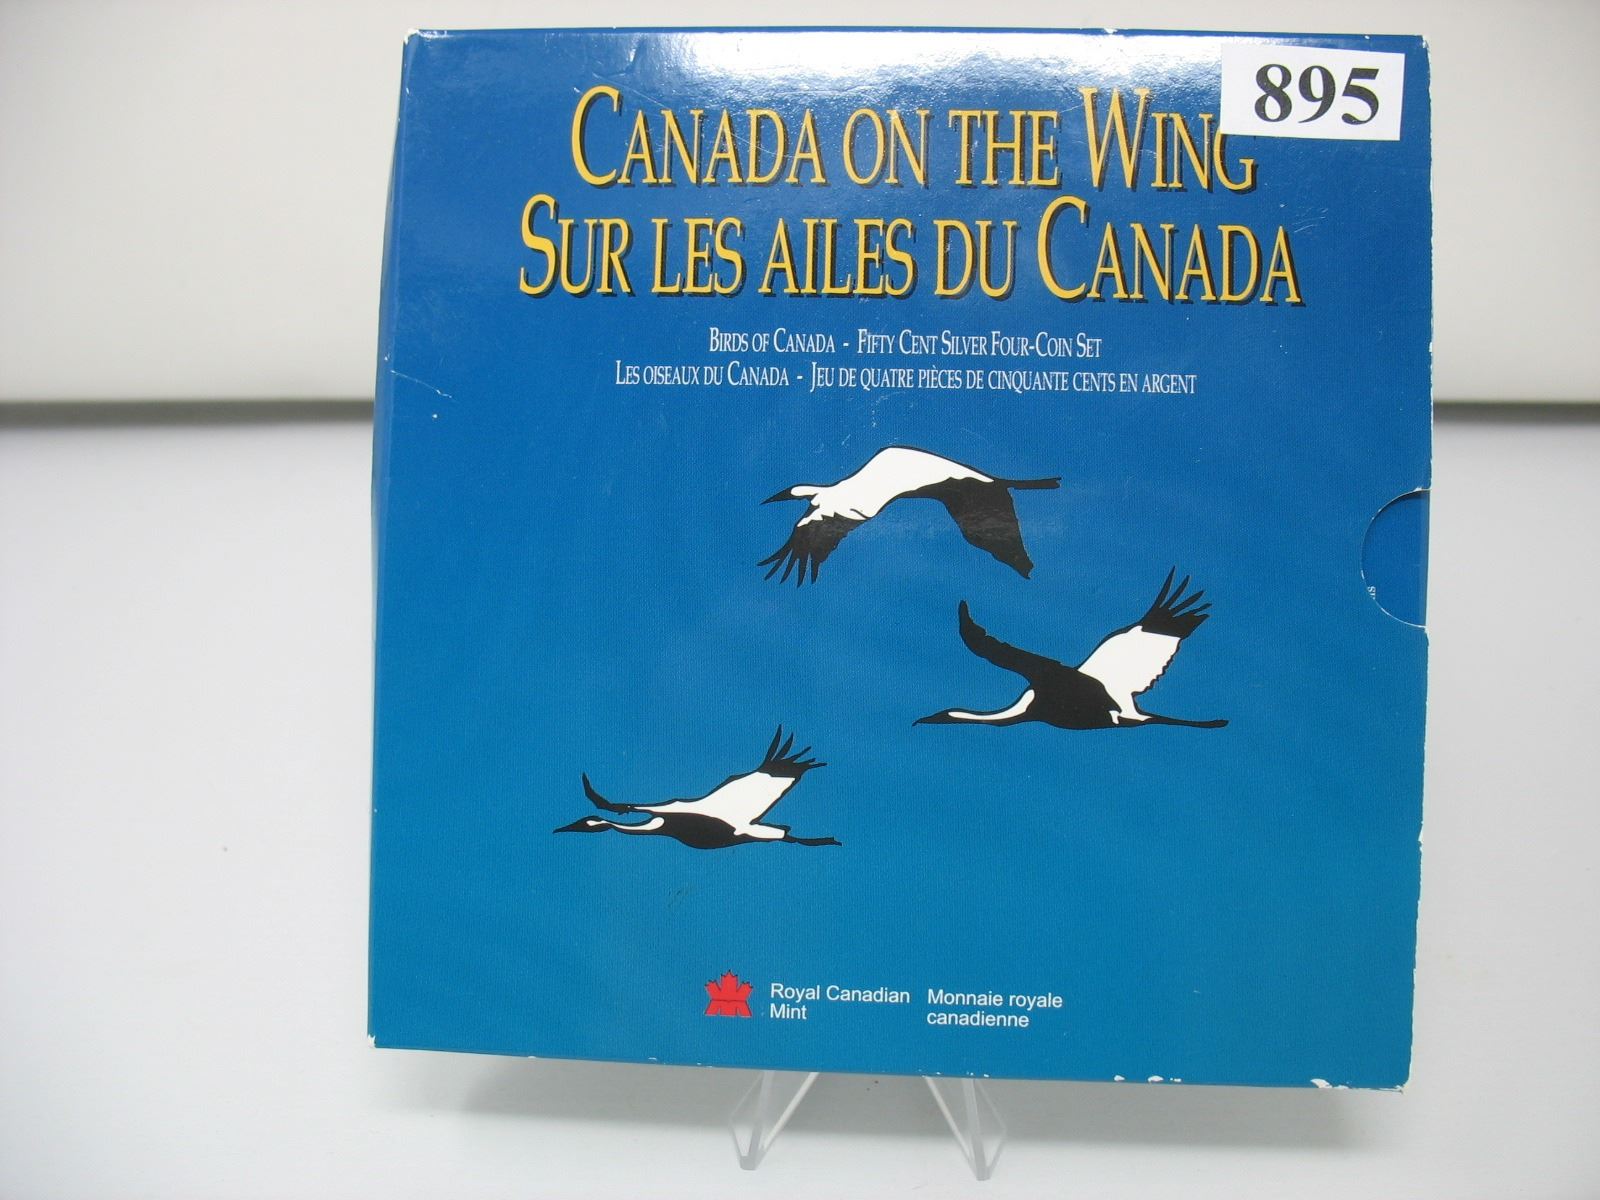 895
CANADA ON THE WING
SUR LES AILES DU CANADA
BIRDS OF CANADA - FIFTY CENT SILVER FOUR-COIN SET
LES OISEAUX DU CANADA - JEU DE QUATRE PIÈCES DE CINQUANTE CENTS EN ARGENT
Royal Canadian Mint
Monnaie royale canadienne